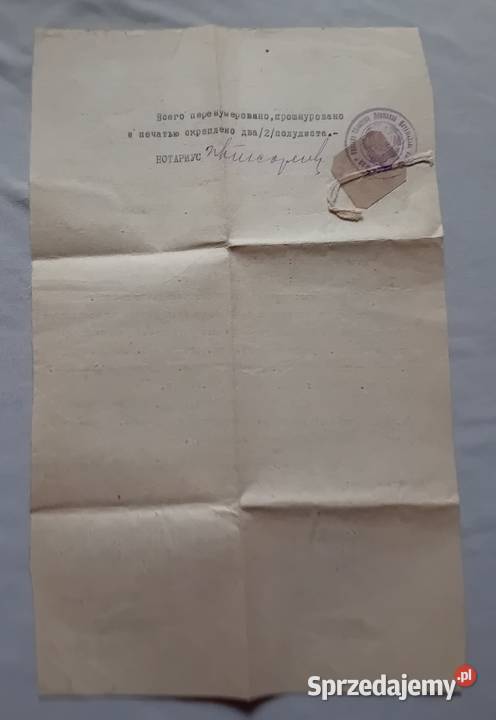 Всего перенумеровано, прошнуровано
и печатью скреплено два/2/полулиста.-
НОТАРИУС
Sprzedajemy.pl